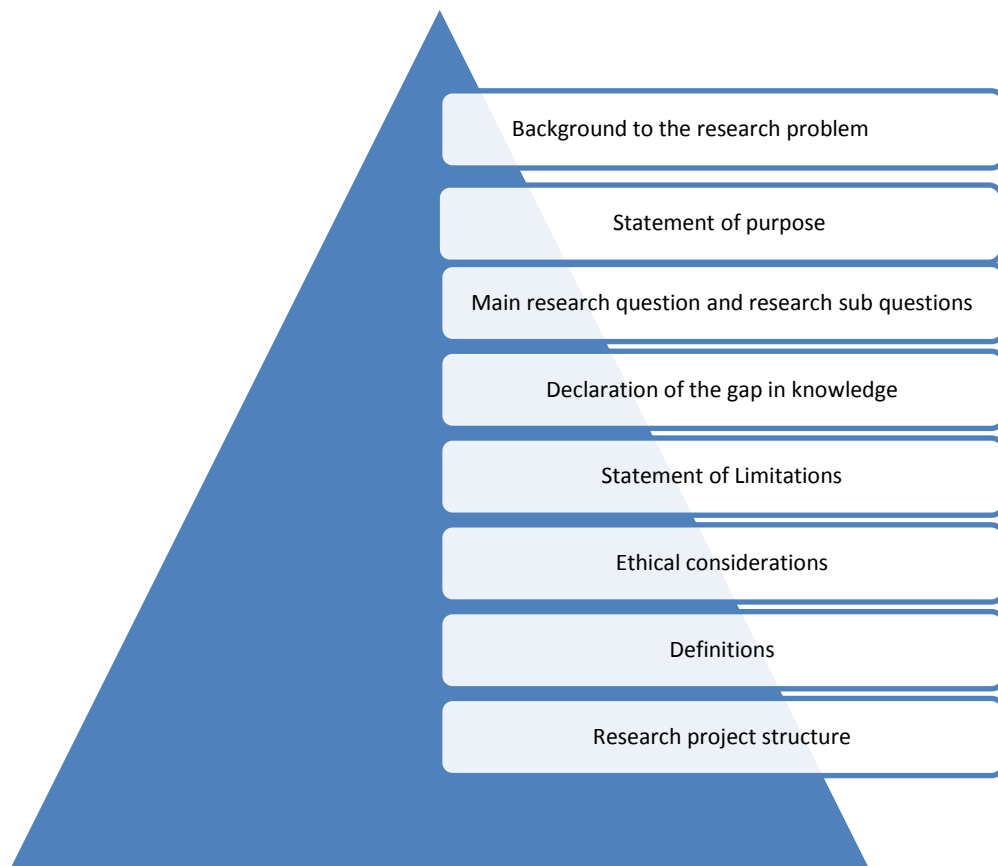 Background to the research problem
Statement of purpose
Main research question and research sub questions
Declaration of the gap in knowledge
Statement of Limitations
Ethical considerations
Definitions
Research project structure